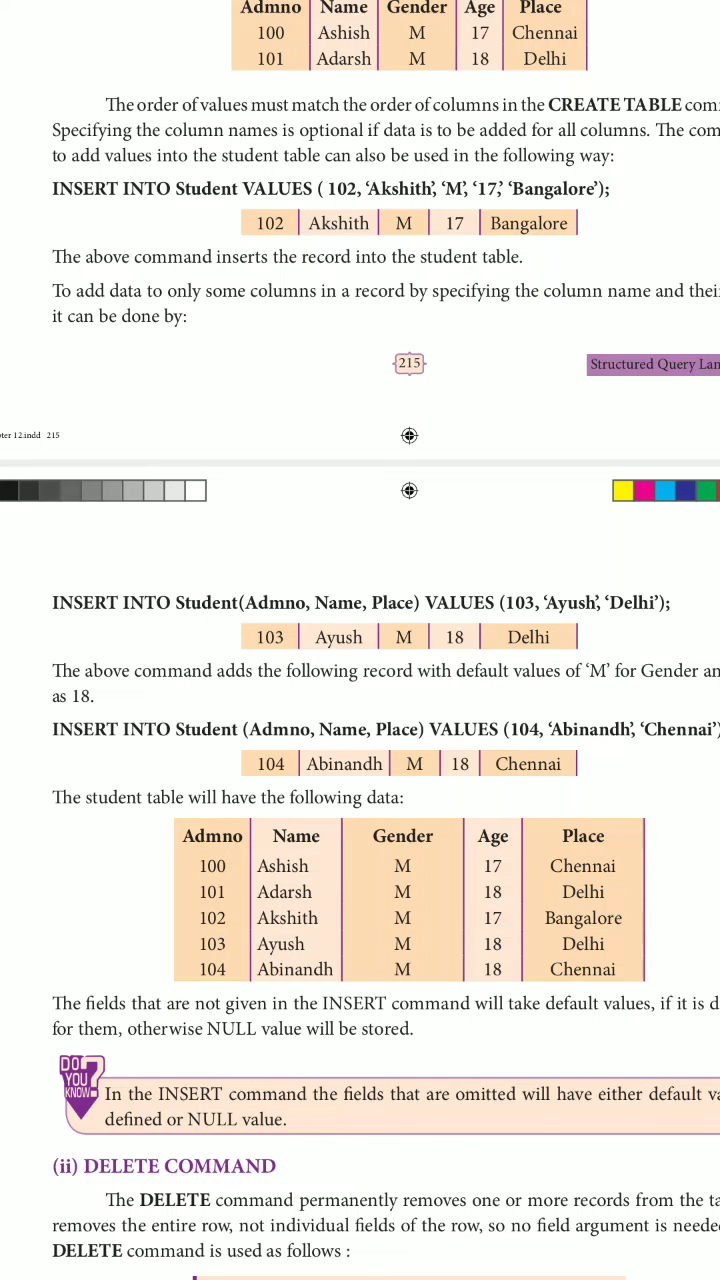 Admno Name Gender Age Place
100 Ashish M 17 Chennai
101 Adarsh M 18 Delhi
The order of values must match the order of columns in the CREATE TABLE com
Specifying the column names is optional if data is to be added for all columns. The com
to add values into the student table can also be used in the following way:
INSERT INTO Student VALUES ( 102, ‘Akshith’, ‘M’, ‘17,’ ‘Bangalore’);
102 Akshith M 17 Bangalore
The above command inserts the record into the student table.
To add data to only some columns in a record by specifying the column name and thei
it can be done by:
215
Structured Query Lan
ter 12.indd 215
INSERT INTO Student(Admno, Name, Place) VALUES (103, ‘Ayush’, ‘Delhi’);
103 Ayush M 18 Delhi
The above command adds the following record with default values of ‘M’ for Gender an
as 18.
INSERT INTO Student (Admno, Name, Place) VALUES (104, ‘Abinandh’, ‘Chennai’)
104 Abinandh M 18 Chennai
The student table will have the following data:
Admno Name Gender Age Place
100 Ashish M 17 Chennai
101 Adarsh M 18 Delhi
102 Akshith M 17 Bangalore
103 Ayush M 18 Delhi
104 Abinandh M 18 Chennai
The fields that are not given in the INSERT command will take default values, if it is d
for them, otherwise NULL value will be stored.
DO
YOU
KNOW?
In the INSERT command the fields that are omitted will have either default va
defined or NULL value.
(ii) DELETE COMMAND
The DELETE command permanently removes one or more records from the ta
removes the entire row, not individual fields of the row, so no field argument is neede
DELETE command is used as follows :